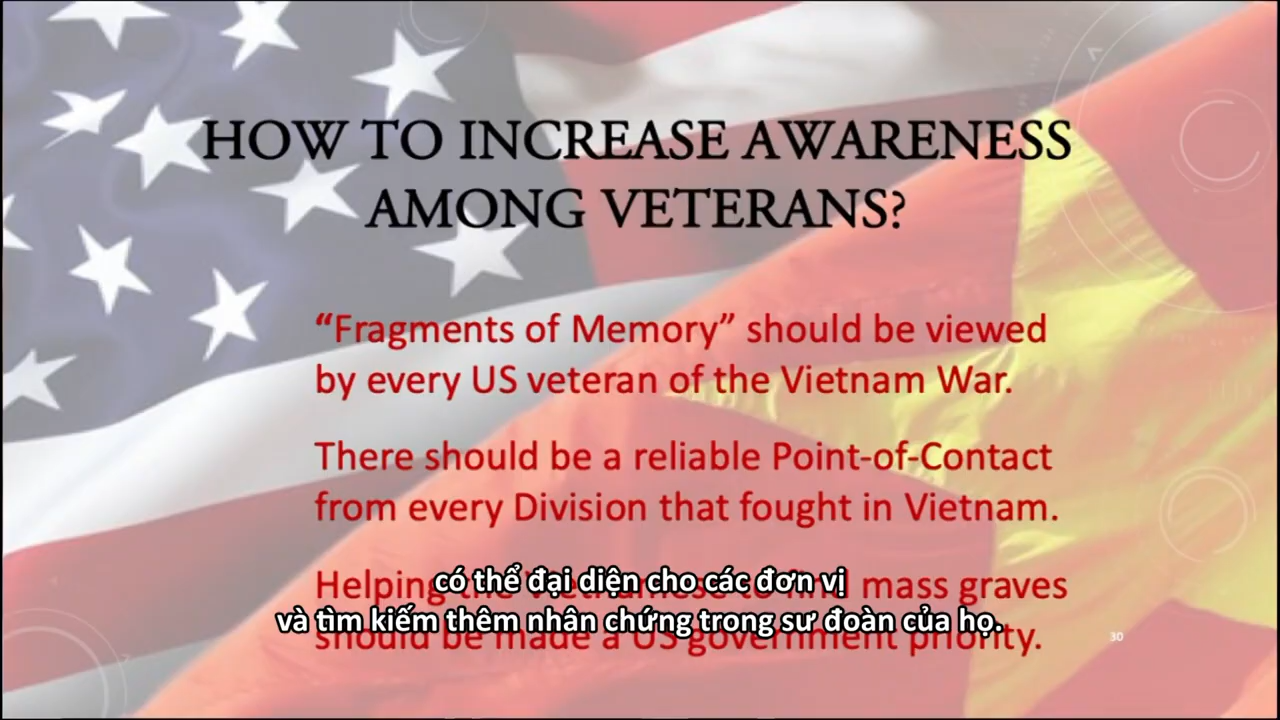 HOW TO INCREASE AWARENESS
AMONG VETERANS?
“Fragments of Memory” should be viewed
by every US veteran of the Vietnam War.
There should be a reliable Point-of-Contact
from every Division that fought in Vietnam.
Helping mass graves
should be made a US government priority.
có thể đại diện cho các đơn vị
và tìm kiếm thêm nhân chứng trong sư đoàn của họ.
30